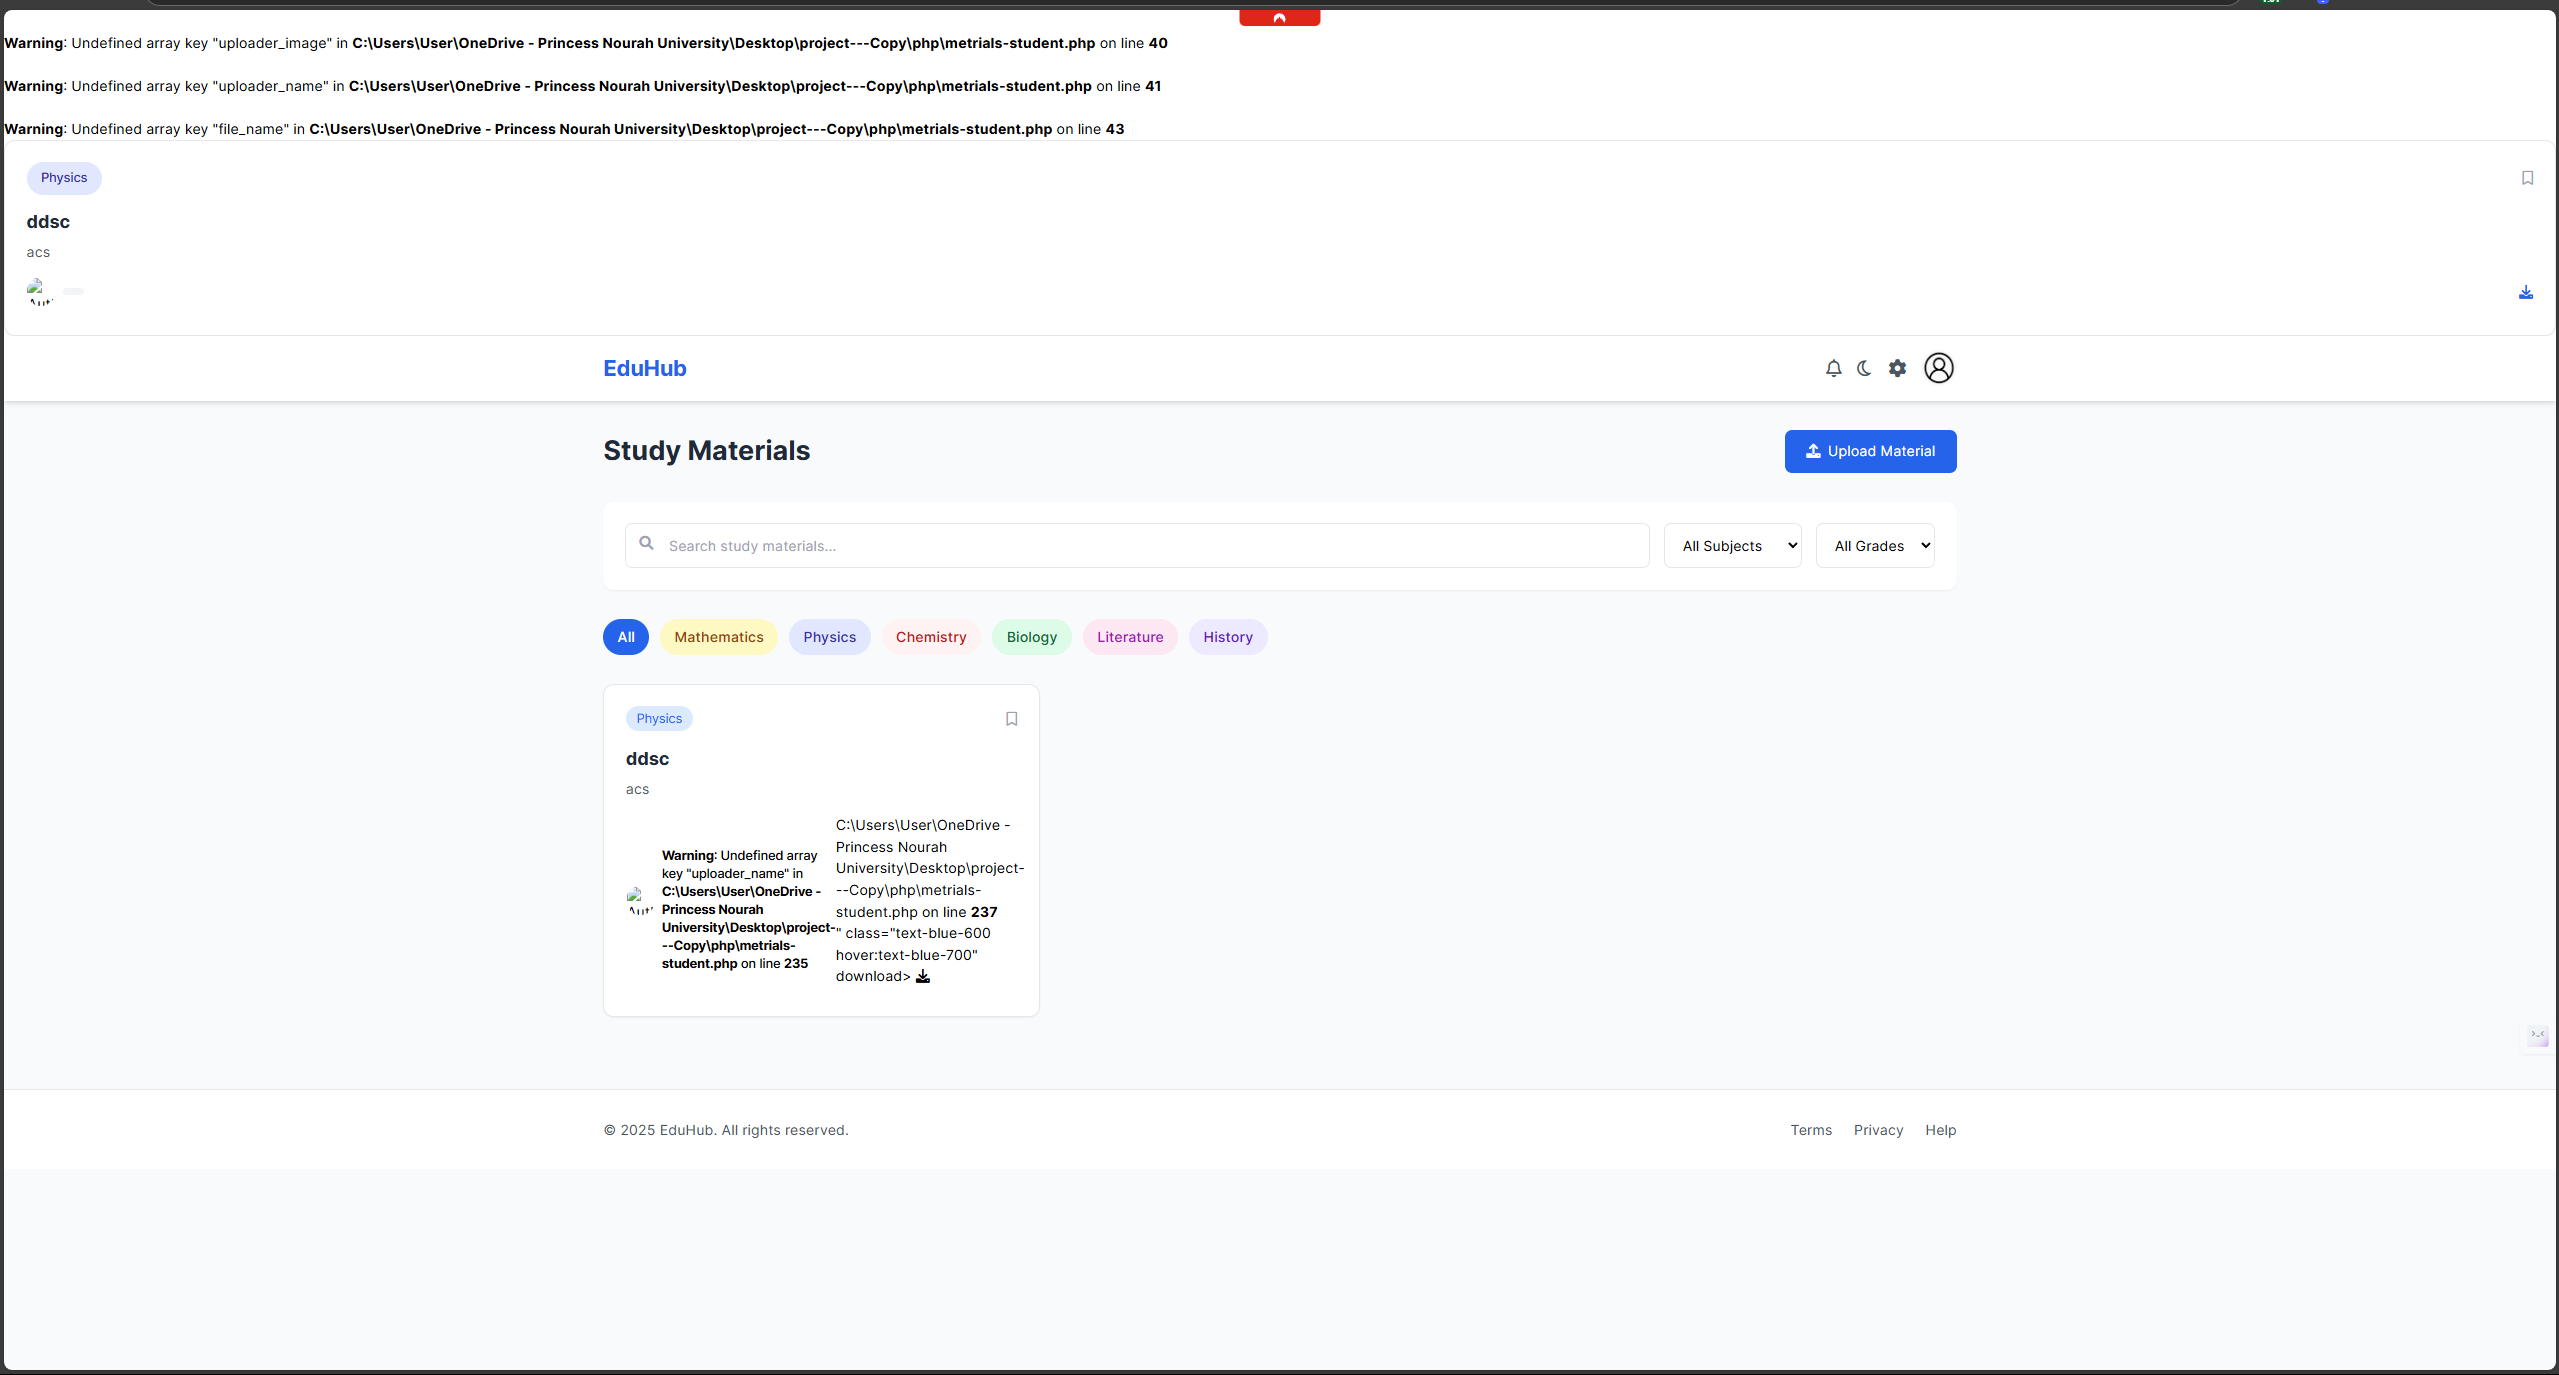 Warning: Undefined array key "uploader_image" in C:\Users\User\OneDrive - Princess Nourah University\Desktop\project---Copy\php\metrials-student.php on line 40
Warning: Undefined array key "uploader_name" in C:\Users\User\OneDrive - Princess Nourah University\Desktop\project---Copy\php\metrials-student.php on line 41
Warning: Undefined array key "file_name" in C:\Users\User\OneDrive - Princess Nourah University\Desktop\project---Copy\php\metrials-student.php on line 43
Physics
ddsc
acs
EduHub
Study Materials
Upload Material
Search study materials...
All Subjects
All Grades
All
Mathematics
Physics
Chemistry
Biology
Literature
History
Physics
ddsc
acs
Warning: Undefined array
key "uploader_name" in
C:\Users\User\OneDrive -
Princess Nourah
University\Desktop\project-
--Copy\php\metrials-
student.php on line 235
C:\Users\User\OneDrive -
Princess Nourah
University\Desktop\project-
--Copy\php\metrials-
student.php on line 237
" class="text-blue-600
hover:text-blue-700"
download>
© 2025 EduHub. All rights reserved.
Terms
Privacy
Help